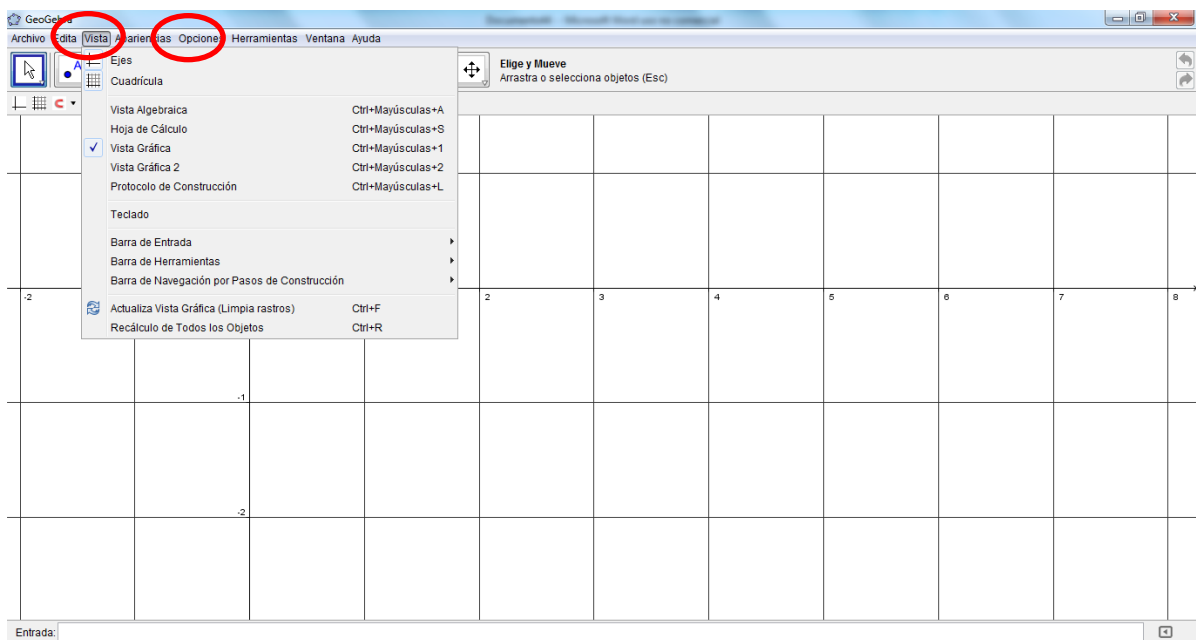 GeoGebra
Archivo Edita Vista Apariencias Opciones Herramientas Ventana Ayuda
Elige y Mueve
Arrastra o selecciona objetos (Esc)
Ejes
Cuadrícula
Vista Algebraica Ctrl+Mayúsculas+A
Hoja de Cálculo Ctrl+Mayúsculas+S
Vista Gráfica Ctrl+Mayúsculas+1
Vista Gráfica 2 Ctrl+Mayúsculas+2
Protocolo de Construcción Ctrl+Mayúsculas+L
Teclado
Barra de Entrada
Barra de Herramientas
Barra de Navegación por Pasos de Construcción
Actualiza Vista Gráfica (Limpia rastros) Ctrl+F
Recálculo de Todos los Objetos Ctrl+R
-2 2 3 4 5 6 7 8
-1
-2
Entrada: